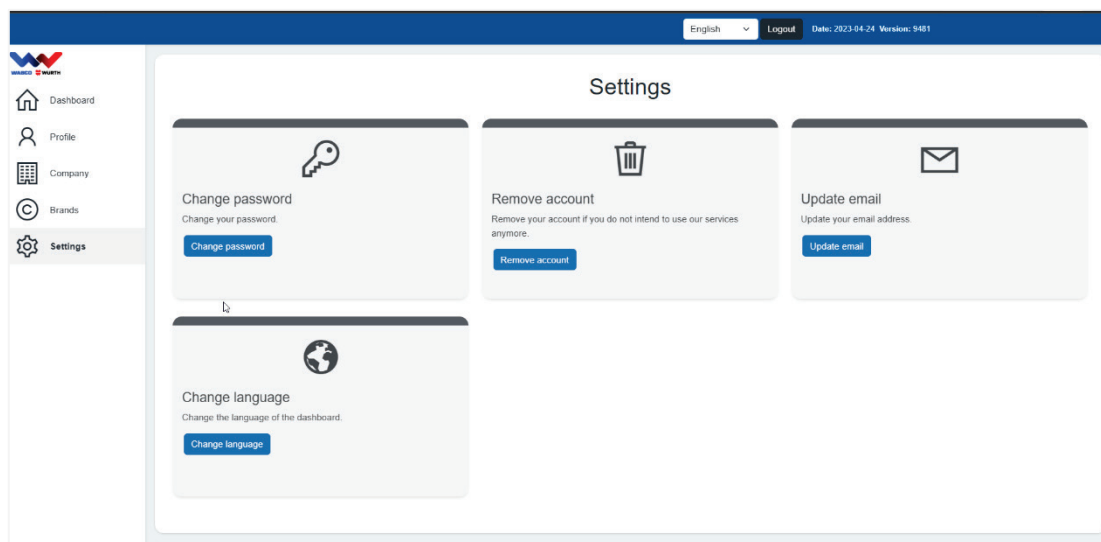 English
Logout
Date: 2023-04-24 Version: 9481
WABCO WURTH
Dashboard
Profile
Company
Brands
Settings
Settings
Change password
Change your password.
Change password
Remove account
Remove your account if you do not intend to use our services
anymore.
Remove account
Update email
Update your email address.
Update email
Change language
Change the language of the dashboard.
Change language